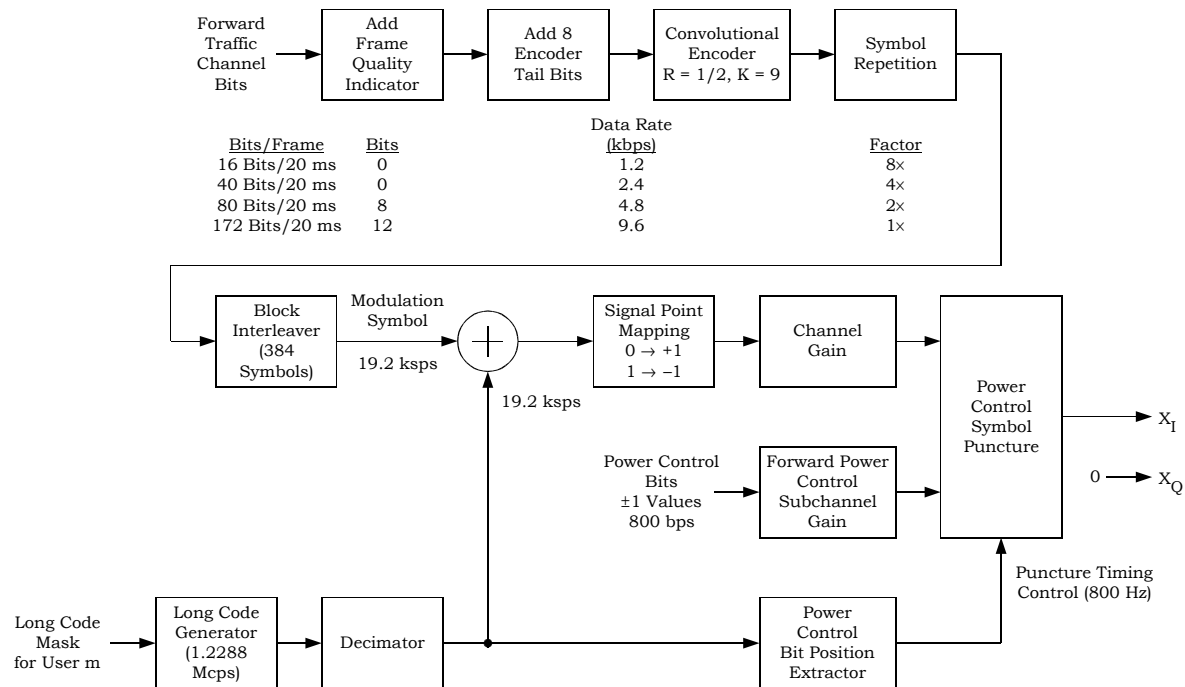 Forward
Traffic
Channel
Bits
Add
Frame
Quality
Indicator
Add 8
Encoder
Tail Bits
Convolutional
Encoder
R = 1/2, K = 9
Symbol
Repetition
Data Rate
Bits/Frame Bits (kbps) Factor
16 Bits/20 ms 0 1.2 8×
40 Bits/20 ms 0 2.4 4×
80 Bits/20 ms 8 4.8 2×
172 Bits/20 ms 12 9.6 1×
Block
Interleaver
(384
Symbols)
Modulation
Symbol
19.2 ksps
+
19.2 ksps
Signal Point
Mapping
0 → +1
1 → –1
Channel
Gain
Power
Control
Symbol
Puncture
X_I
0
X_Q
Power Control
Bits
±1 Values
800 bps
Forward Power
Control
Subchannel
Gain
Puncture Timing
Control (800 Hz)
Long Code
Mask
for User m
Long Code
Generator
(1.2288
Mcps)
Decimator
Power
Control
Bit Position
Extractor